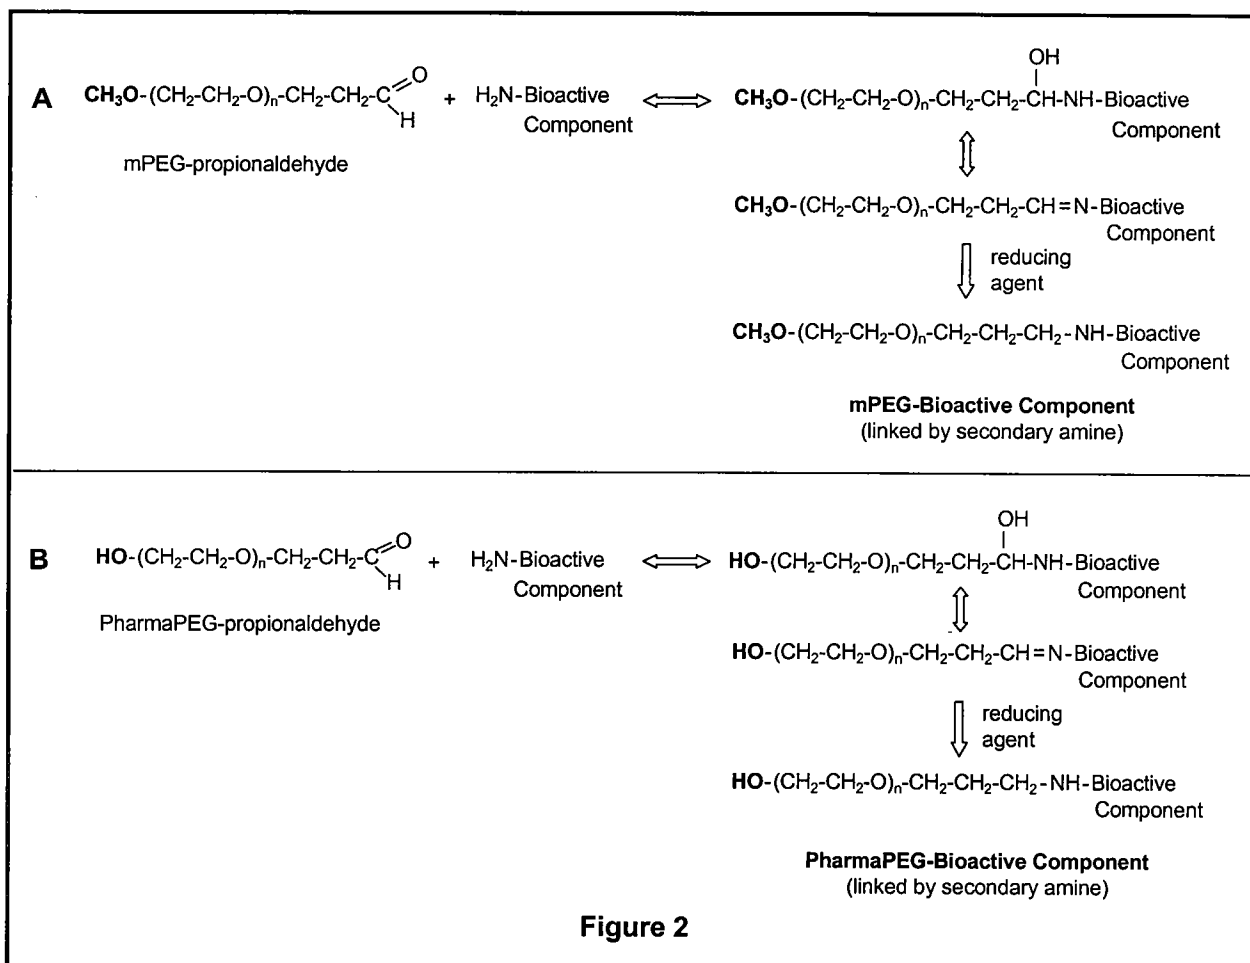 A
CH₃O-(CH₂-CH₂-O)ₙ-CH₂-CH₂-C
O
H
+
H₂N-Bioactive
Component
mPEG-propionaldehyde
OH
CH₃O-(CH₂-CH₂-O)ₙ-CH₂-CH₂-CH-NH-Bioactive
Component
CH₃O-(CH₂-CH₂-O)ₙ-CH₂-CH₂-CH=N-Bioactive
Component
reducing
agent
CH₃O-(CH₂-CH₂-O)ₙ-CH₂-CH₂-CH₂-NH-Bioactive
Component
mPEG-Bioactive Component
(linked by secondary amine)
B
HO-(CH₂-CH₂-O)ₙ-CH₂-CH₂-C
O
H
+
H₂N-Bioactive
Component
PharmaPEG-propionaldehyde
OH
HO-(CH₂-CH₂-O)ₙ-CH₂-CH₂-CH-NH-Bioactive
Component
HO-(CH₂-CH₂-O)ₙ-CH₂-CH₂-CH=N-Bioactive
Component
reducing
agent
HO-(CH₂-CH₂-O)ₙ-CH₂-CH₂-CH₂-NH-Bioactive
Component
PharmaPEG-Bioactive Component
(linked by secondary amine)
Figure 2